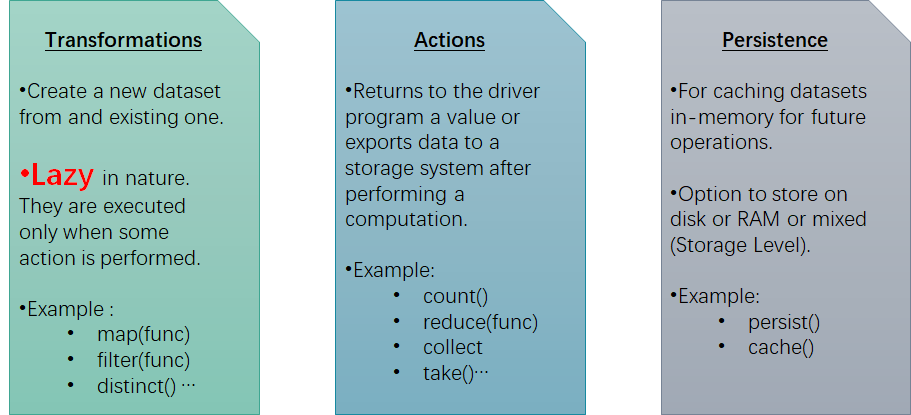 Transformations
•Create a new dataset
from and existing one.
•Lazy in nature.
They are executed
only when some
action is performed.
•Example :
• map(func)
• filter(func)
• distinct() ···
Actions
•Returns to the driver
program a value or
exports data to a
storage system after
performing a
computation.
•Example:
• count()
• reduce(func)
• collect
• take()···
Persistence
•For caching datasets
in-memory for future
operations.
•Option to store on
disk or RAM or mixed
(Storage Level).
•Example:
• persist()
• cache()